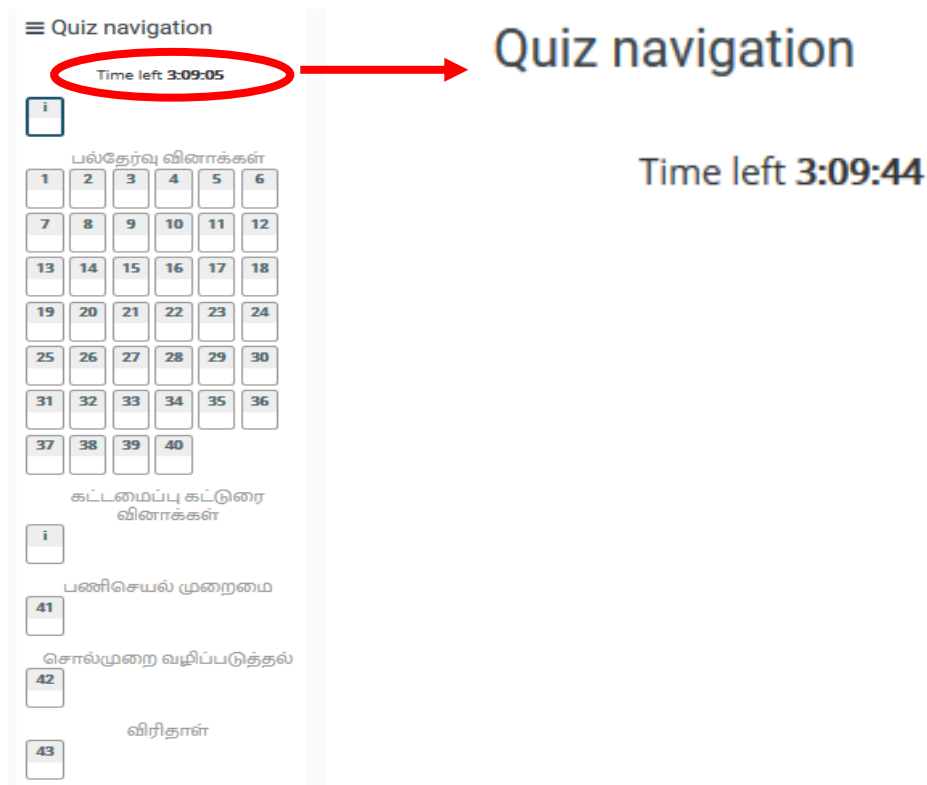 Quiz navigation
Time left 3:09:05
i
பல்தேர்வு வினாக்கள்
1 2 3 4 5 6
7 8 9 10 11 12
13 14 15 16 17 18
19 20 21 22 23 24
25 26 27 28 29 30
31 32 33 34 35 36
37 38 39 40
கட்டமைப்பு கட்டுரை
வினாக்கள்
i
பணிசெயல் முறைமை
41
சொல்முறை வழிப்படுத்தல்
42
விரிதாள்
43
Quiz navigation
Time left 3:09:44